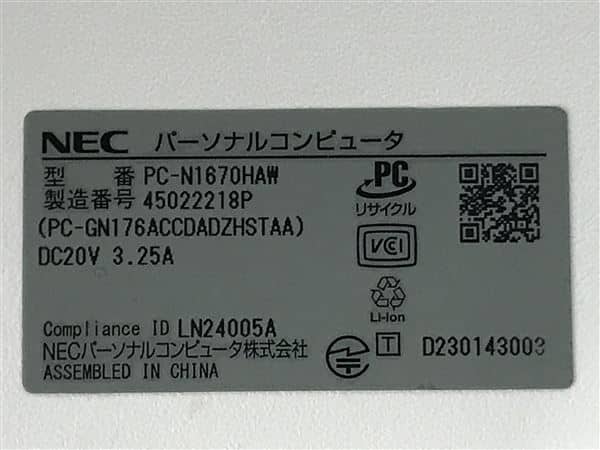 NEC パーソナルコンピュータ
型 番 PC-N1670HAW
製造番号 45022218P
(PC-GN176ACCDADZHSTAA)
DC20V 3.25A
PC
リサイクル
VCCI
Li-Ion
Compliance ID LN24005A
NECパーソナルコンピュータ株式会社
ASSEMBLED IN CHINA
T D230143003